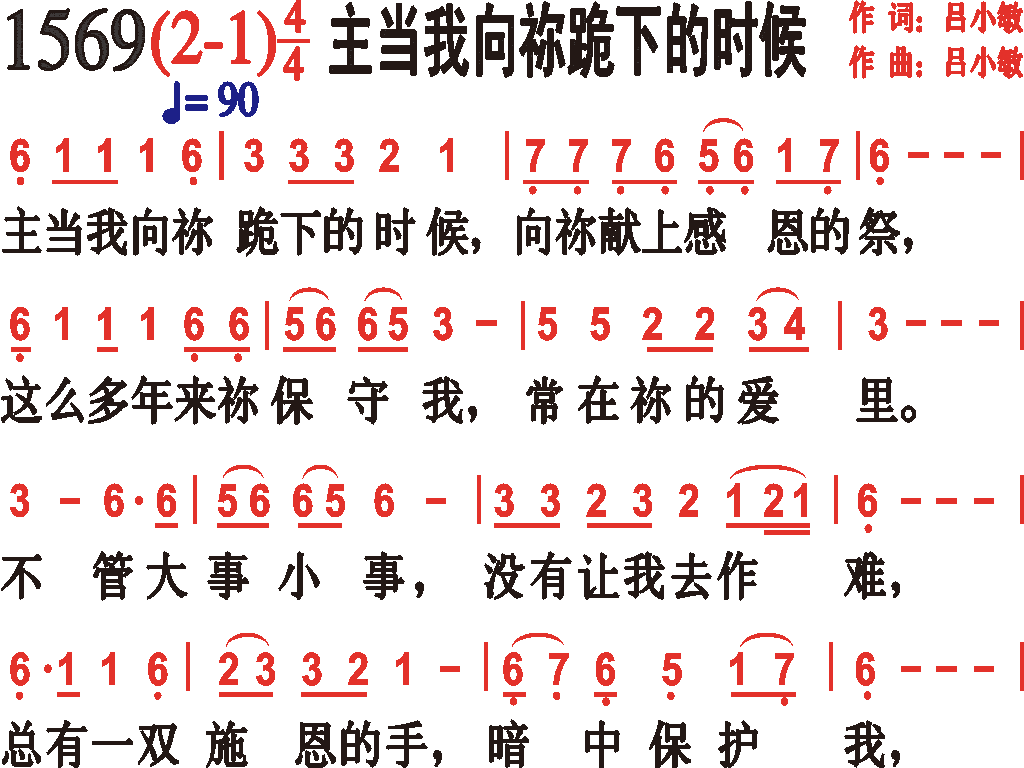 1569(2-1) 4/4 主当我向祢跪下的时候 作 词：吕小敏
♩=90 作 曲：吕小敏
6 1 1 1 6 | 3 3 3 2 1 | 7 7 7 6 5 6 1 7 | 6 - - - |
主当我向祢 跪下的时候，向祢献上感 恩的祭，
6 1 1 1 6 6 | 5 6 6 5 3 - | 5 5 2 2 3 4 | 3 - - - |
这么多年来祢保 守 我， 常在祢的爱 里。
3 - 6· 6 | 5 6 6 5 6 - | 3 3 2 3 2 1 2 1 | 6 - - - |
不 管大事小 事， 没有让我去作 难，
6· 1 1 6 | 2 3 3 2 1 - | 6 7 6 5 1 7 | 6 - - - |
总有一双施 恩的手，暗 中保护 我，